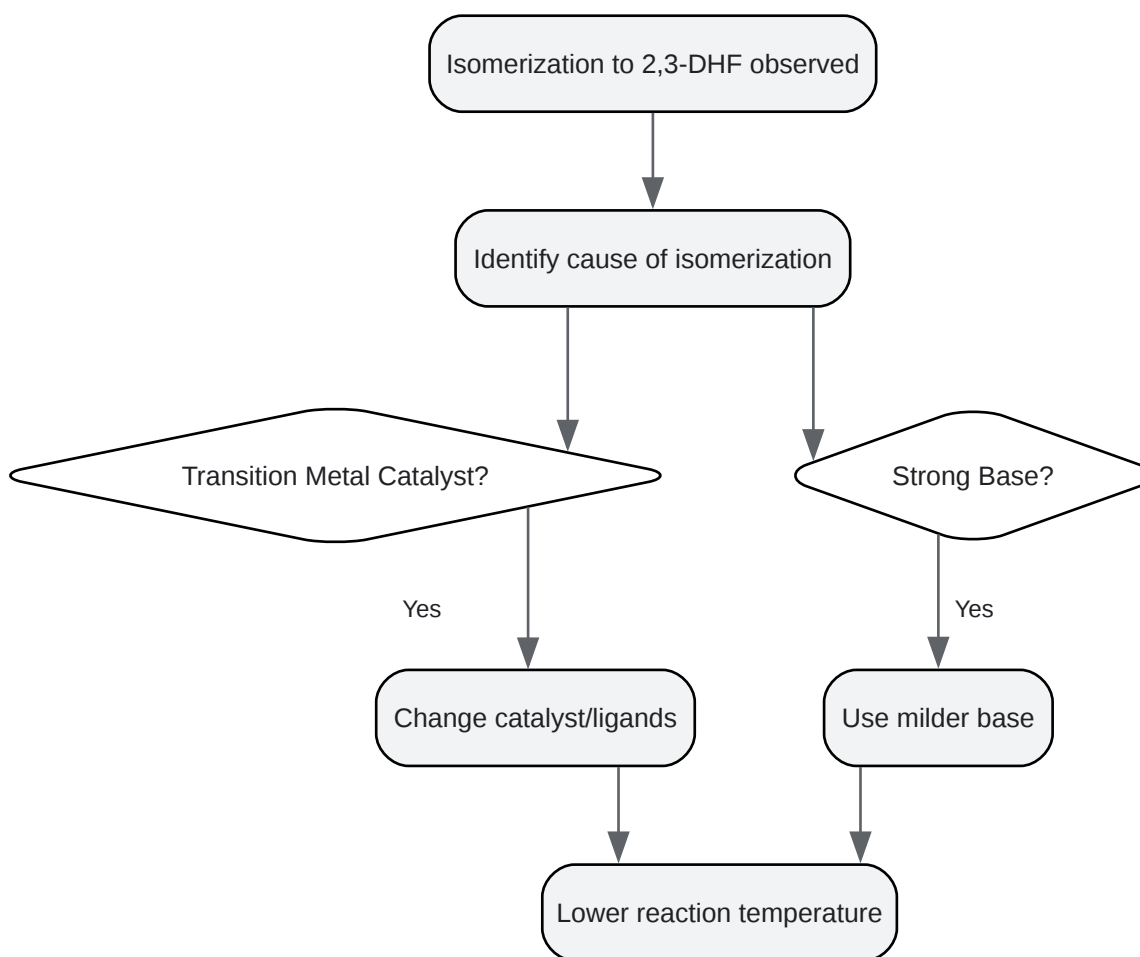 Isomerization to 2,3-DHF observed
Identify cause of isomerization
Transition Metal Catalyst?
Strong Base?
Yes
Yes
Change catalyst/ligands
Use milder base
Lower reaction temperature